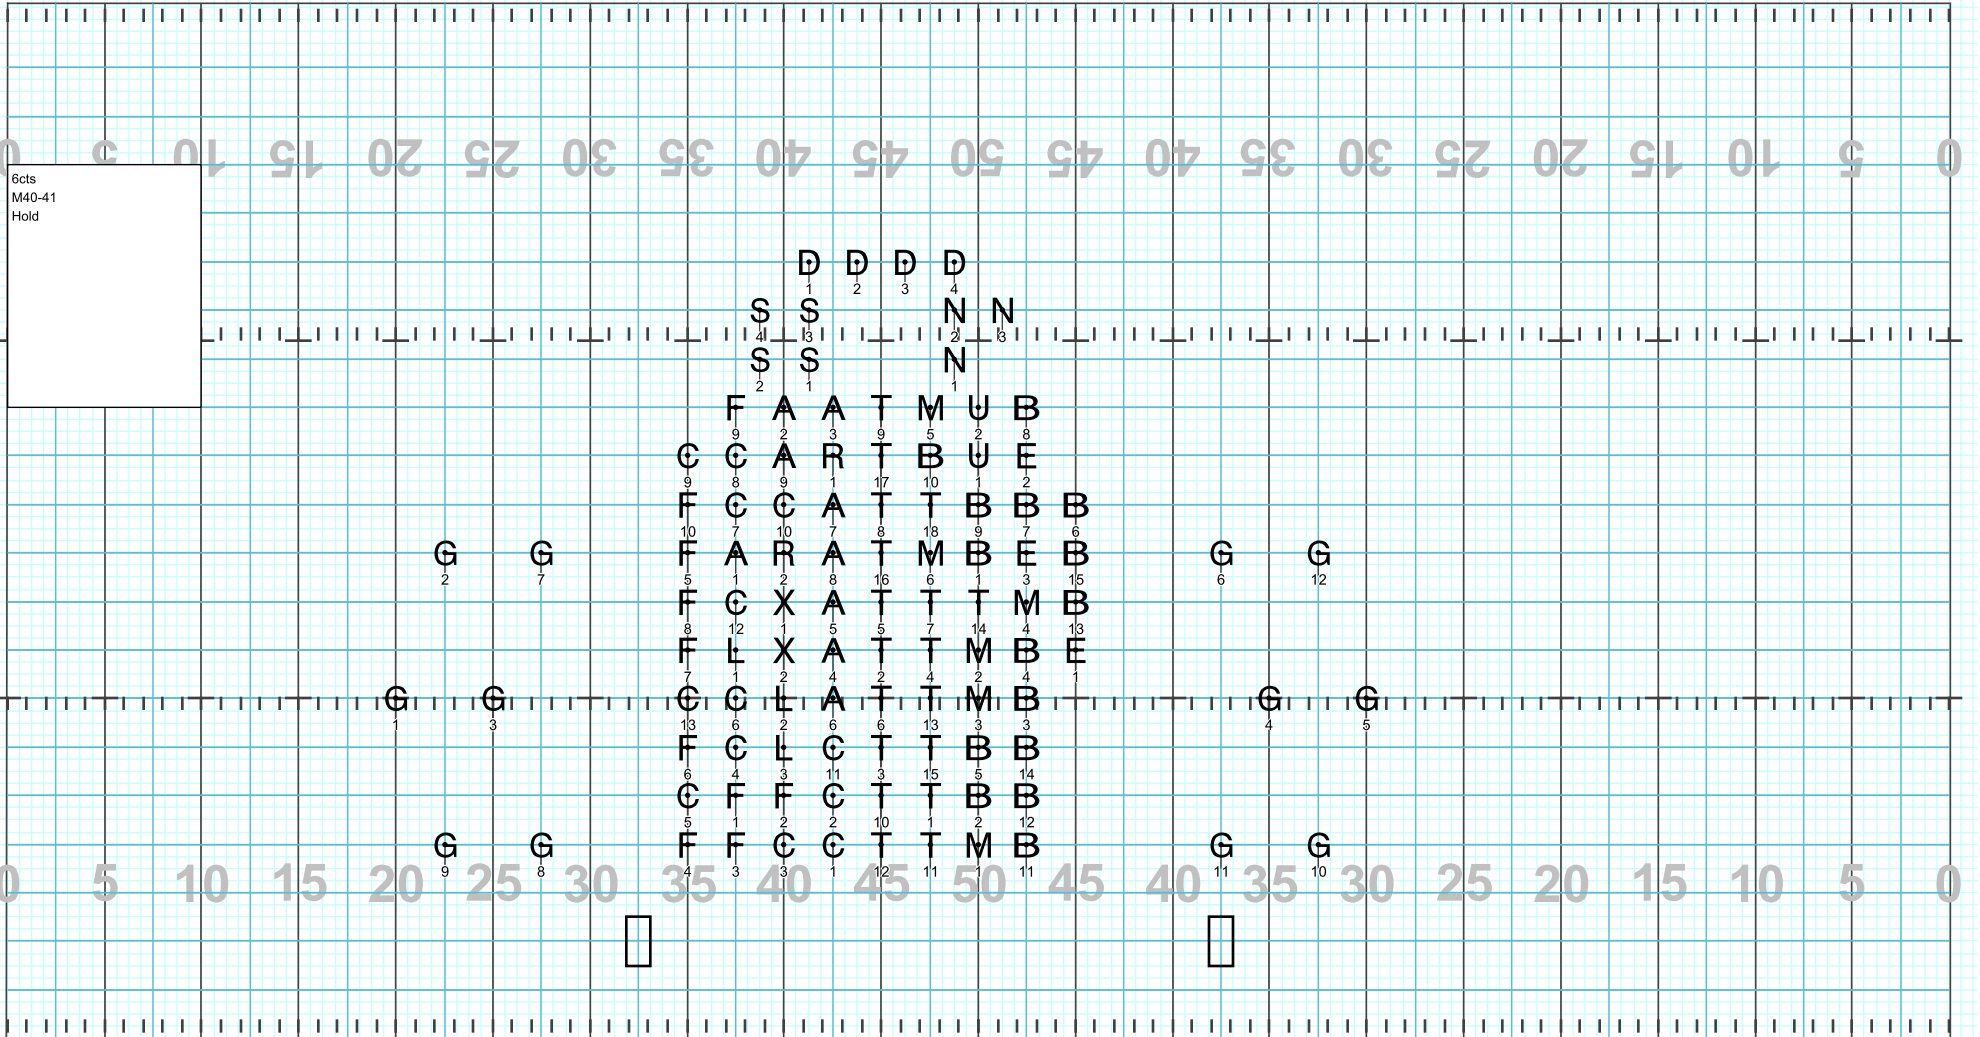 0 5 10 15 20 25 30 35 40 45 50 45 40 35 30 25 20 15 10 5 0
6cts
M40-41
Hold
D D D D
1 2 3 4
S S N N
4 3 2 3
S S N
2 1 1
F A A T M U B
9 2 3 9 5 2 8
C C A R T B U E
9 8 9 1 17 10 1 2
F C C A T T B B B
10 7 10 7 8 18 9 7 6
G G F A R A T M B E B G G
2 7 5 1 2 8 16 6 1 3 15 6 12
F C X A T T T M B
8 12 1 5 5 7 14 4 13
F L X A T T M B E
7 1 2 4 2 4 2 4 1
G G C C L A T T M B G G
1 3 13 6 2 6 6 13 3 3 4 5
F C L C T T B B
6 4 3 11 3 15 5 14
C F F C T T B B
5 1 2 2 10 1 2 12
G G F F C C T T M B G G
9 8 4 3 3 1 12 11 1 11 11 10
0 5 10 15 20 25 30 35 40 45 50 45 40 35 30 25 20 15 10 5 0